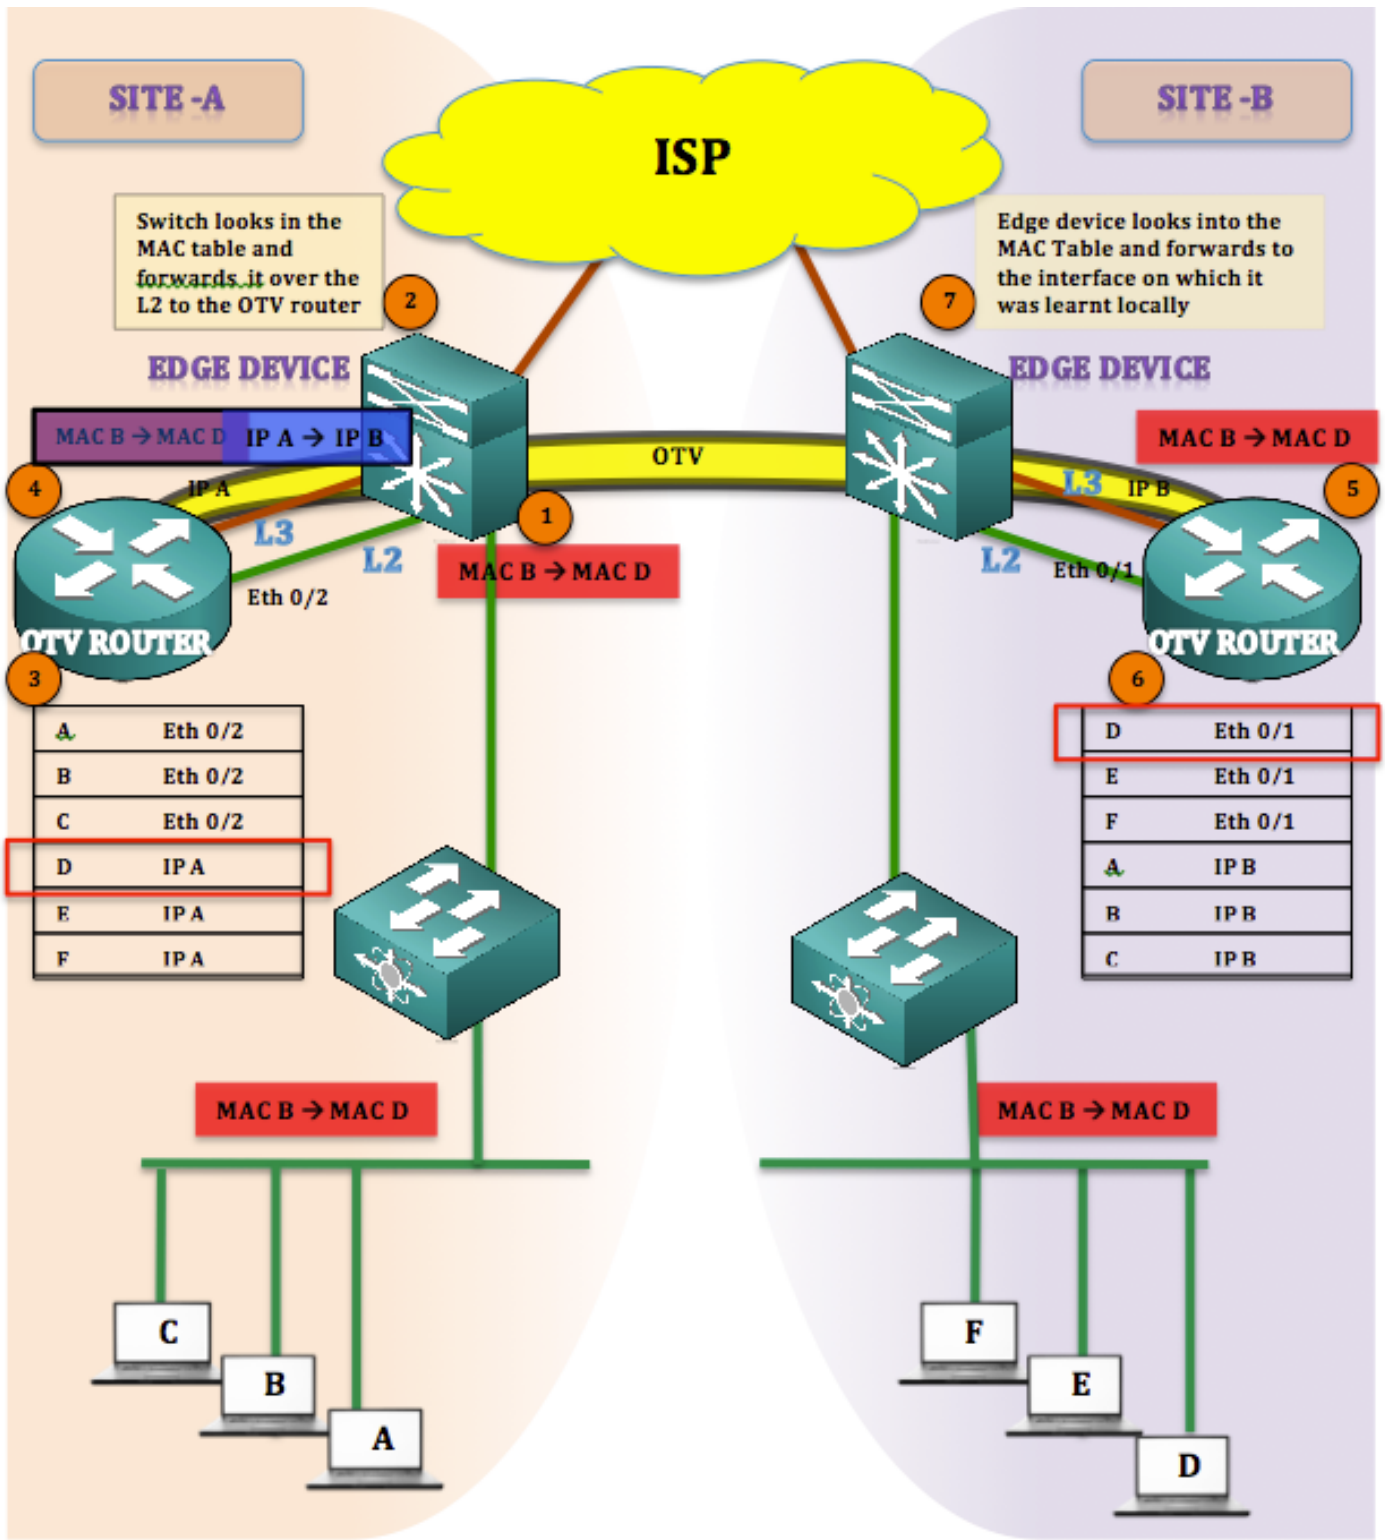 SITE -A
SITE -B
ISP
Switch looks in the
MAC table and
forwards it over the
L2 to the OTV router
2
7
Edge device looks into the
MAC Table and forwards to
the interface on which it
was learnt locally
EDGE DEVICE
EDGE DEVICE
MAC B → MAC D IP A → IP B
MAC B → MAC D
OTV
4
IP A
L3
L2
Eth 0/2
1
MAC B → MAC D
L3
IP B
5
L2
Eth 0/1
OTV ROUTER
OTV ROUTER
3
6
A Eth 0/2
B Eth 0/2
C Eth 0/2
D IP A
E IP A
F IP A
D Eth 0/1
E Eth 0/1
F Eth 0/1
A IP B
B IP B
C IP B
MAC B → MAC D
MAC B → MAC D
C
B
A
F
E
D